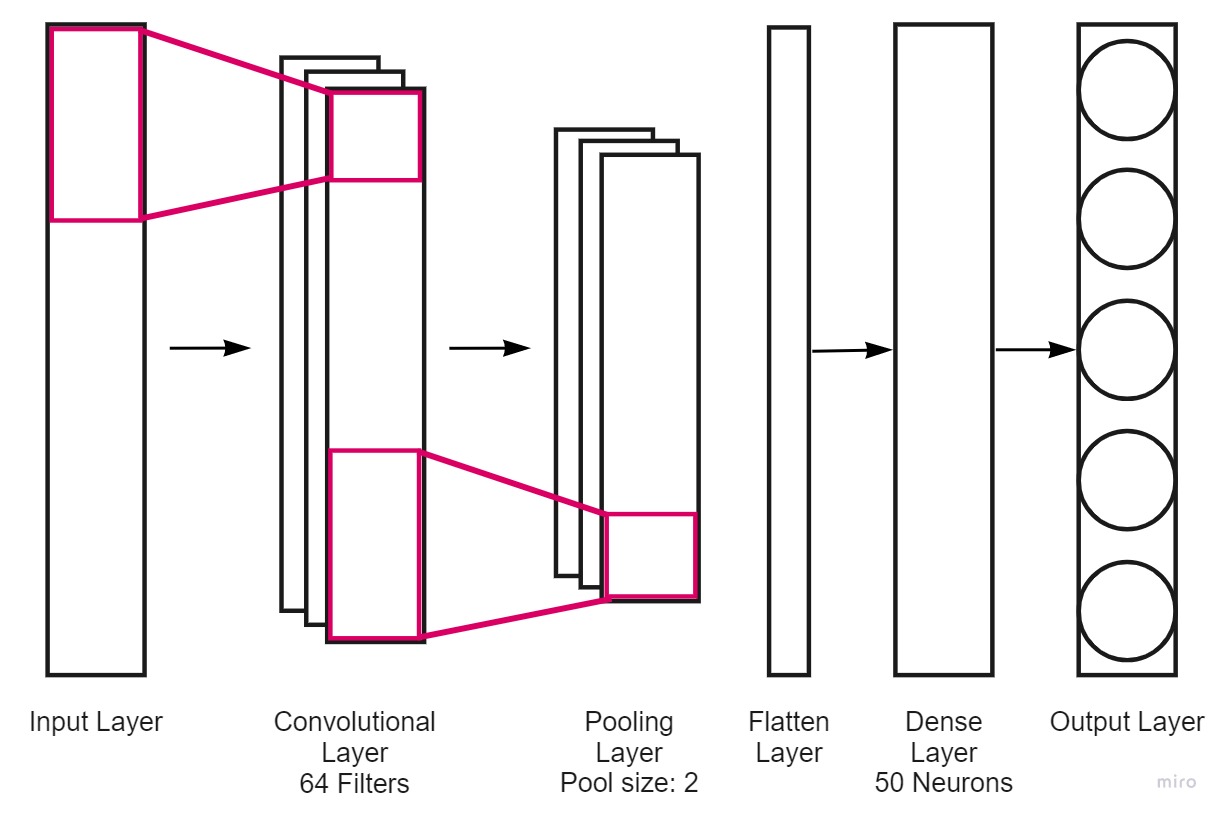 Input Layer
Convolutional
Layer
64 Filters
Pooling
Layer
Pool size: 2
Flatten
Layer
Dense
Layer
50 Neurons
Output Layer
miro